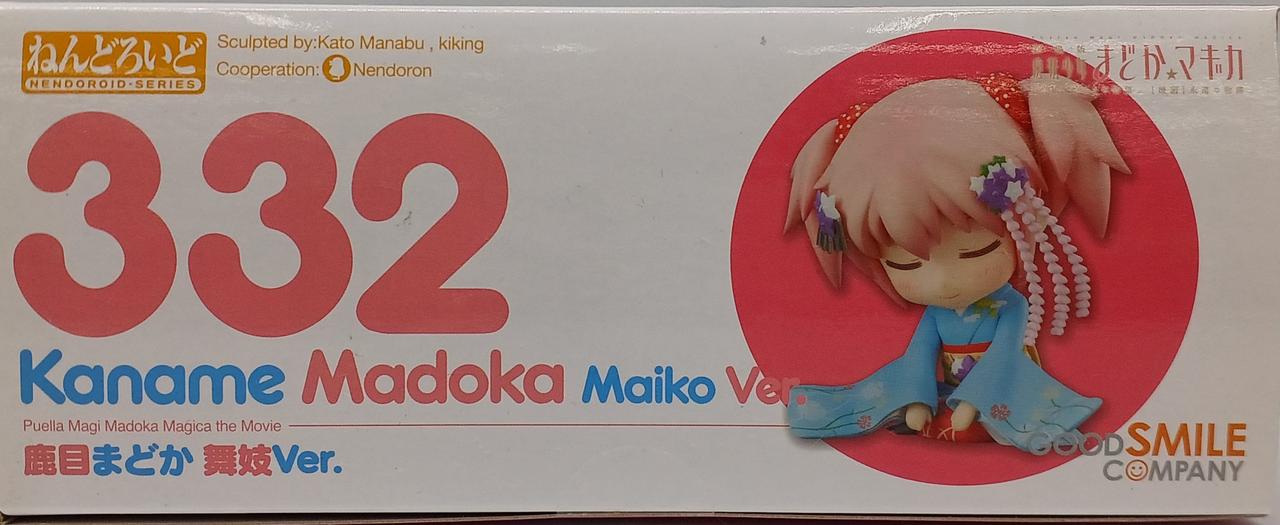 ねんどろいど
NENDOROID·SERIES
Sculpted by:Kato Manabu , kiking
Cooperation: Nendoron
332
Kaname Madoka Maiko Ver.
Puella Magi Madoka Magica the Movie
鹿目まどか 舞妓Ver.
まどか★マギカ
GOOD SMILE
COMPANY